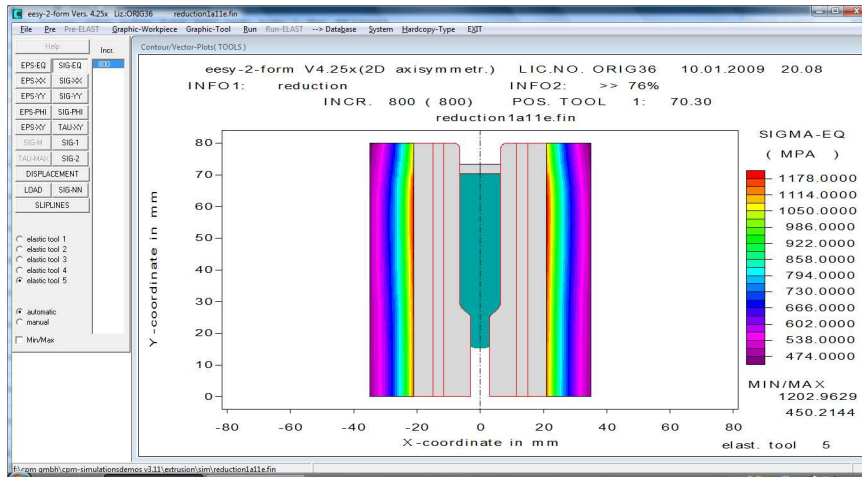 eesy-2-form Vers. 4.25x Liz:ORIG36 reduction1a11e.fin
File Pre Pre-ELAST Graphic-Workpiece Graphic-Tool Run Run-ELAST --> Database System Hardcopy-Type EXIT
Help Incr.
EPS-EQ SIG-EQ 800
EPS-XX SIG-XX
EPS-YY SIG-YY
EPS-PHI SIG-PHI
EPS-XY TAU-XY
SIG-M SIG-1
TAU-MAX SIG-2
DISPLACEMENT
LOAD SIG-NN
SLIPLINES
elastic tool 1
elastic tool 2
elastic tool 3
elastic tool 4
elastic tool 5
automatic
manual
Min/Max
Contour/Vector-Plots( TOOLS )
eesy-2-form V4.25x(2D axisymmetr.) LIC.NO. ORIG36 10.01.2009 20.08
INFO1: reduction INFO2: >> 76%
INCR. 800 ( 800) POS. TOOL 1: 70.30
reduction1a11e.fin
80
70
60
50
40
30
20
10
0
Y-coordinate in mm
-80 -60 -40 -20 0 20 40 60 80
X-coordinate in mm
SIGMA-EQ
( MPA )
1178.0000
1114.0000
1050.0000
986.0000
922.0000
858.0000
794.0000
730.0000
666.0000
602.0000
538.0000
474.0000
MIN/MAX
1202.9629
450.2144
elast. tool 5
f:\cpm gmbh\cpm-simulationsdemos v3.11\extrusion\sim\reduction1a11e.fin